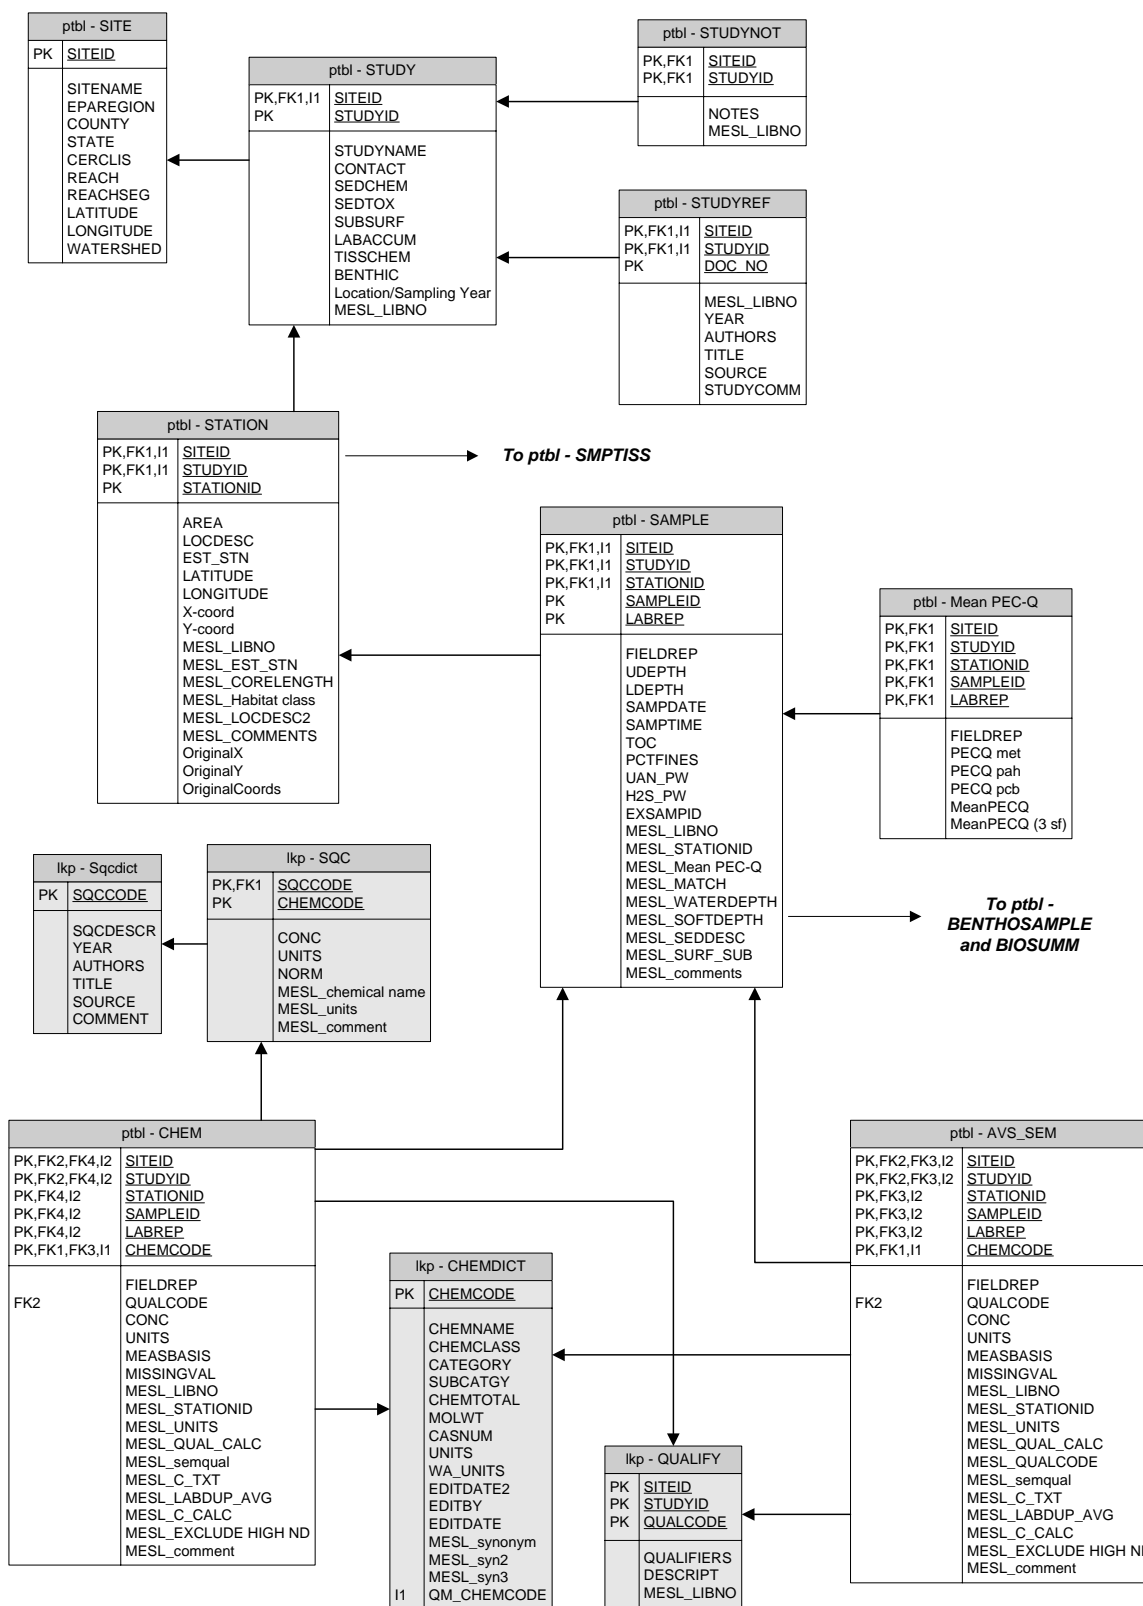 ptbl - SITE
PK SITEID
SITENAME
EPAREGION
COUNTY
STATE
CERCLIS
REACH
REACHSEG
LATITUDE
LONGITUDE
WATERSHED
ptbl - STUDY
PK,FK1,I1 SITEID
PK STUDYID
STUDYNAME
CONTACT
SEDCHEM
SEDTOX
SUBSURF
LABACCUM
TISSCHEM
BENTHIC
Location/Sampling Year
MESL_LIBNO
ptbl - STUDYNOT
PK,FK1 SITEID
PK,FK1 STUDYID
NOTES
MESL_LIBNO
ptbl - STUDYREF
PK,FK1,I1 SITEID
PK,FK1,I1 STUDYID
PK DOC_NO
MESL_LIBNO
YEAR
AUTHORS
TITLE
SOURCE
STUDYCOMM
ptbl - STATION
PK,FK1,I1 SITEID
PK,FK1,I1 STUDYID
PK STATIONID
AREA
LOCDESC
EST_STN
LATITUDE
LONGITUDE
X-coord
Y-coord
MESL_LIBNO
MESL_EST_STN
MESL_CORELENGTH
MESL_Habitat class
MESL_LOCDESC2
MESL_COMMENTS
OriginalX
OriginalY
OriginalCoords
To ptbl - SMPTISS
ptbl - SAMPLE
PK,FK1,I1 SITEID
PK,FK1,I1 STUDYID
PK,FK1,I1 STATIONID
PK SAMPLEID
PK LABREP
FIELDREP
UDEPTH
LDEPTH
SAMPDATE
SAMPTIME
TOC
PCTFINES
UAN_PW
H2S_PW
EXSAMPID
MESL_LIBNO
MESL_STATIONID
MESL_Mean PEC-Q
MESL_MATCH
MESL_WATERDEPTH
MESL_SOFTDEPTH
MESL_SEDDESC
MESL_SURF_SUB
MESL_comments
ptbl - Mean PEC-Q
PK,FK1 SITEID
PK,FK1 STUDYID
PK,FK1 STATIONID
PK,FK1 SAMPLEID
PK,FK1 LABREP
FIELDREP
PECQ met
PECQ pah
PECQ pcb
MeanPECQ
MeanPECQ (3 sf)
To ptbl -
BENTHOSAMPLE
and BIOSUMM
lkp - Sqcdict
PK SQCCODE
SQCDESCR
YEAR
AUTHORS
TITLE
SOURCE
COMMENT
lkp - SQC
PK,FK1 SQCCODE
PK CHEMCODE
CONC
UNITS
NORM
MESL_chemical name
MESL_units
MESL_comment
ptbl - CHEM
PK,FK2,FK4,I2 SITEID
PK,FK2,FK4,I2 STUDYID
PK,FK4,I2 STATIONID
PK,FK4,I2 SAMPLEID
PK,FK4,I2 LABREP
PK,FK1,FK3,I1 CHEMCODE
FIELDREP
FK2 QUALCODE
CONC
UNITS
MEASBASIS
MISSINGVAL
MESL_LIBNO
MESL_STATIONID
MESL_UNITS
MESL_QUAL_CALC
MESL_semqual
MESL_C_TXT
MESL_LABDUP_AVG
MESL_C_CALC
MESL_EXCLUDE HIGH ND
MESL_comment
lkp - CHEMDICT
PK CHEMCODE
CHEMNAME
CHEMCLASS
CATEGORY
SUBCATGY
CHEMTOTAL
MOLWT
CASNUM
UNITS
WA_UNITS
EDITDATE2
EDITBY
EDITDATE
MESL_synonym
MESL_syn2
MESL_syn3
I1 QM_CHEMCODE
lkp - QUALIFY
PK SITEID
PK STUDYID
PK QUALCODE
QUALIFIERS
DESCRIPT
MESL_LIBNO
ptbl - AVS_SEM
PK,FK2,FK3,I2 SITEID
PK,FK2,FK3,I2 STUDYID
PK,FK3,I2 STATIONID
PK,FK3,I2 SAMPLEID
PK,FK3,I2 LABREP
PK,FK1,I1 CHEMCODE
FIELDREP
FK2 QUALCODE
CONC
UNITS
MEASBASIS
MISSINGVAL
MESL_LIBNO
MESL_STATIONID
MESL_UNITS
MESL_QUAL_CALC
MESL_QUALCODE
MESL_semqual
MESL_C_TXT
MESL_LABDUP_AVG
MESL_C_CALC
MESL_EXCLUDE HIGH
MESL_comment